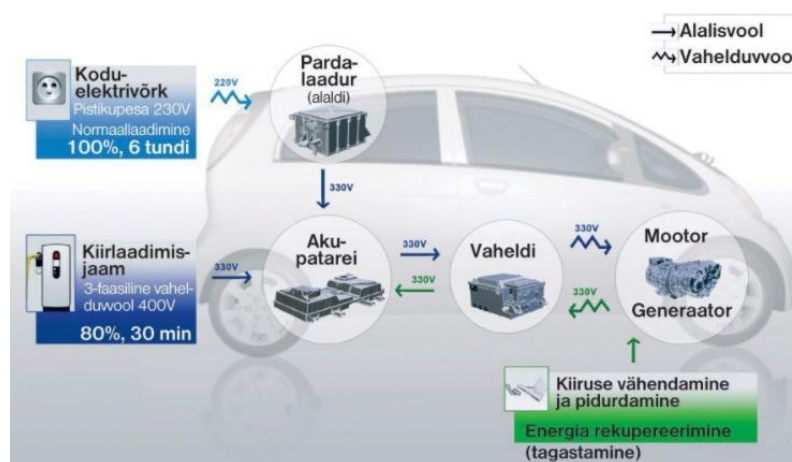 Alalisvool
Vahelduvvool
Kodu-
elektrivõrk
Pistikupesa 230V
Normaallaadimine
100%, 6 tundi
220V
Parda-
laadur
(alaldi)
330V
Kiirlaadimis-
jaam
3-faasiline vahel-
duvwool 400V
80%, 30 min
330V
Aku-
patarei
330V
330V
Vaheldi
330V
330V
Mootor
Generaator
Kiiruse vähendamine
ja pidurdamine
Energia rekupereerimine
(tagastamine)